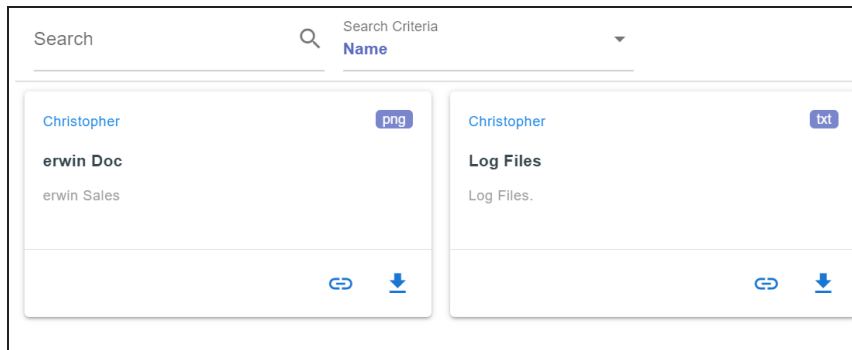 Search
Search Criteria
Name
Christopher
png
erwin Doc
erwin Sales
Christopher
txt
Log Files
Log Files.